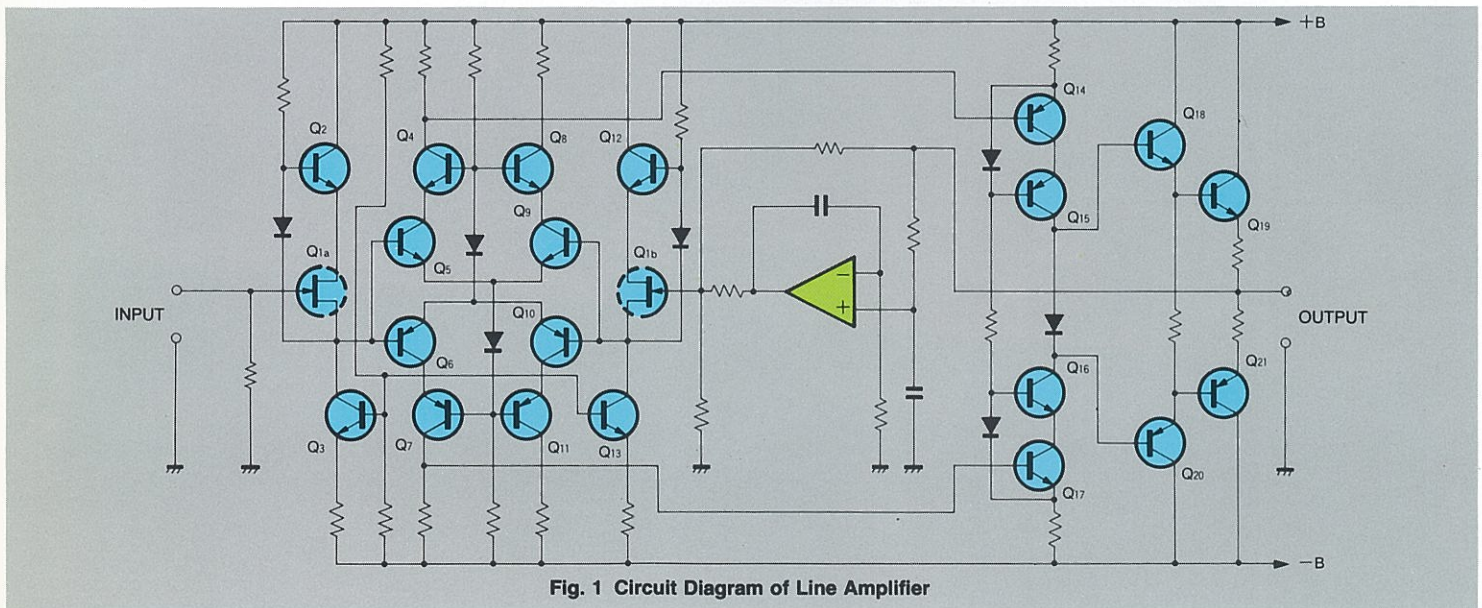 +B
Q14
Q2
Q4
Q8
Q12
Q18
Q15
Q9
Q19
Q1a
Q5
Q1b
−
INPUT
Q10
+
OUTPUT
Q6
Q16
Q21
Q3
Q7
Q11
Q13
Q20
Q17
−B
Fig. 1 Circuit Diagram of Line Amplifier